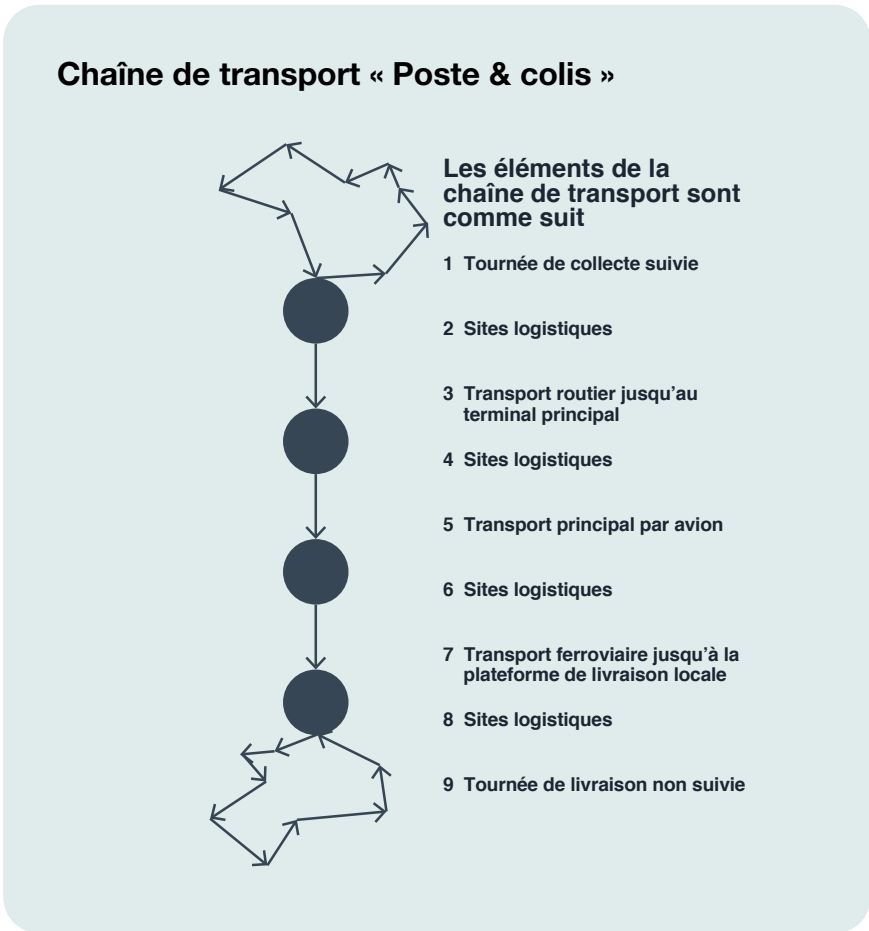 Chaîne de transport « Poste & colis »
Les éléments de la
chaîne de transport sont
comme suit
1 Tournée de collecte suivie
2 Sites logistiques
3 Transport routier jusqu’au
terminal principal
4 Sites logistiques
5 Transport principal par avion
6 Sites logistiques
7 Transport ferroviaire jusqu’à la
plateforme de livraison locale
8 Sites logistiques
9 Tournée de livraison non suivie